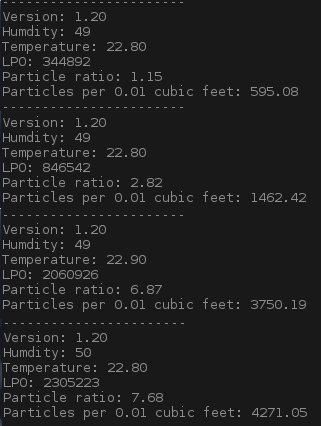 -----------------------
Version: 1.20
Humdity: 49
Temperature: 22.80
LPO: 344892
Particle ratio: 1.15
Particles per 0.01 cubic feet: 595.08
-----------------------
Version: 1.20
Humdity: 49
Temperature: 22.80
LPO: 846542
Particle ratio: 2.82
Particles per 0.01 cubic feet: 1462.42
-----------------------
Version: 1.20
Humdity: 49
Temperature: 22.90
LPO: 2060926
Particle ratio: 6.87
Particles per 0.01 cubic feet: 3750.19
-----------------------
Version: 1.20
Humdity: 50
Temperature: 22.80
LPO: 2305223
Particle ratio: 7.68
Particles per 0.01 cubic feet: 4271.05